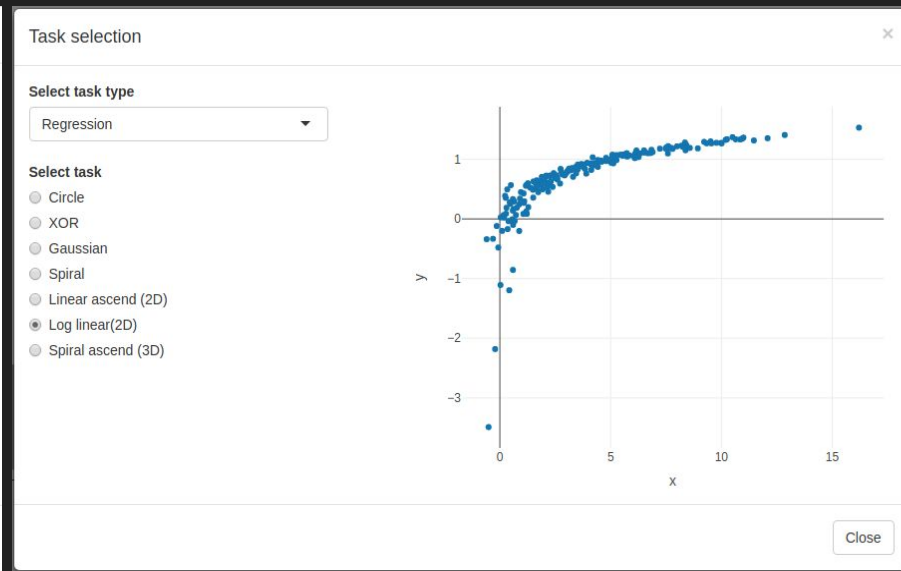 Task selection
×
Select task type
Regression
Select task
Circle
XOR
Gaussian
Spiral
Linear ascend (2D)
Log linear(2D)
Spiral ascend (3D)
1
0
−1
−2
−3
y
0 5 10 15
x
Close